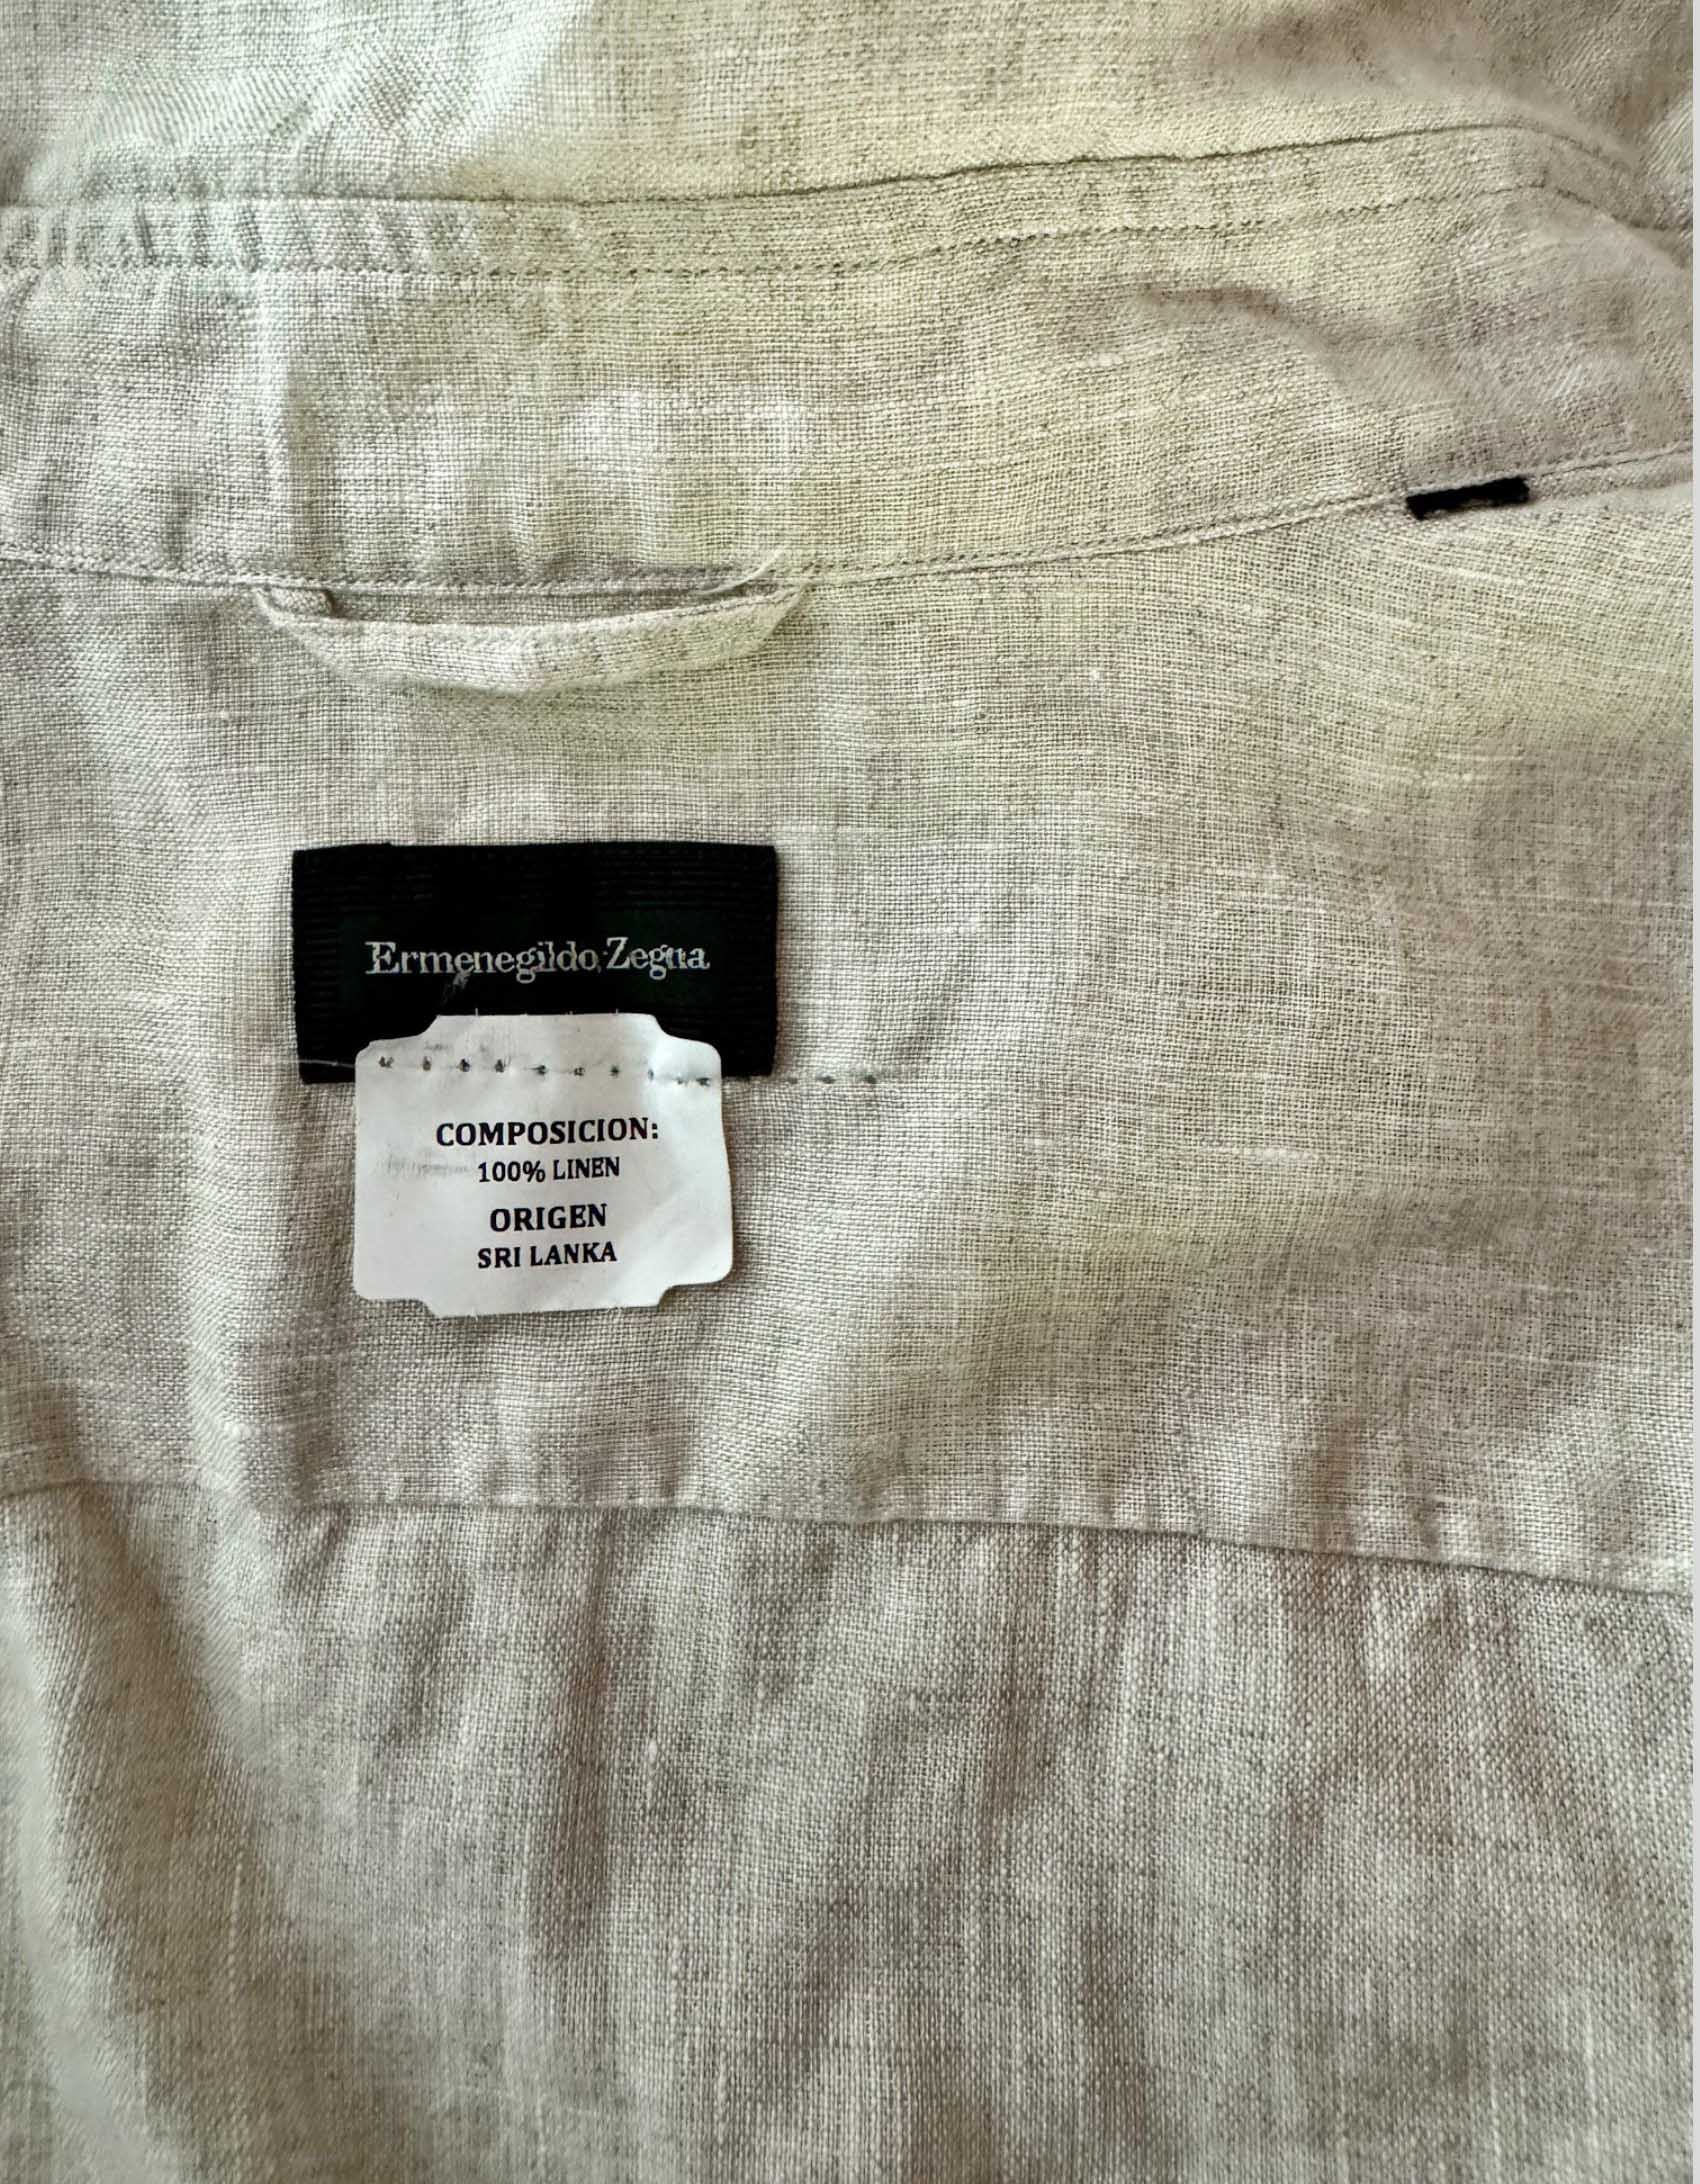 Ermenegildo Zegna
COMPOSICION:
100% LINEN
ORIGEN
SRI LANKA